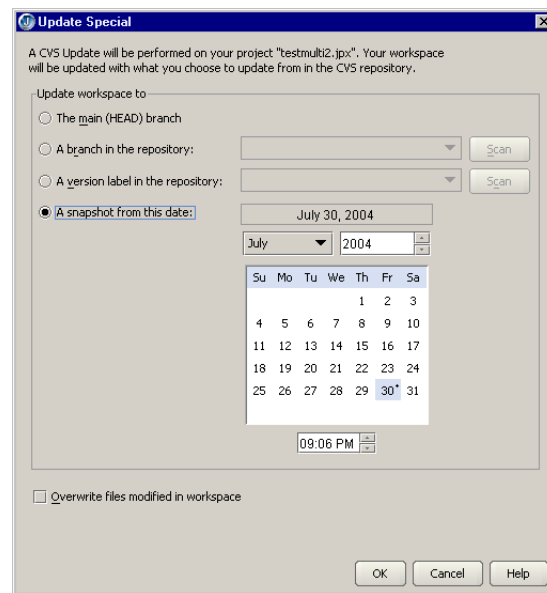 Update Special
A CVS Update will be performed on your project "testmulti2.jpx". Your workspace
will be updated with what you choose to update from in the CVS repository.
Update workspace to
The main (HEAD) branch
A branch in the repository: Scan
A version label in the repository: Scan
A snapshot from this date: July 30, 2004
July 2004
Su Mo Tu We Th Fr Sa
1 2 3
4 5 6 7 8 9 10
11 12 13 14 15 16 17
18 19 20 21 22 23 24
25 26 27 28 29 30* 31
09:06 PM
Overwrite files modified in workspace
OK Cancel Help